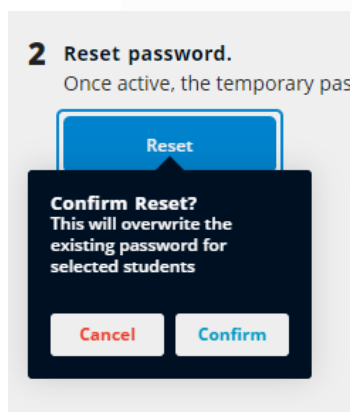 2 Reset password.
Once active, the temporary pas
Reset
Confirm Reset?
This will overwrite the
existing password for
selected students
Cancel Confirm